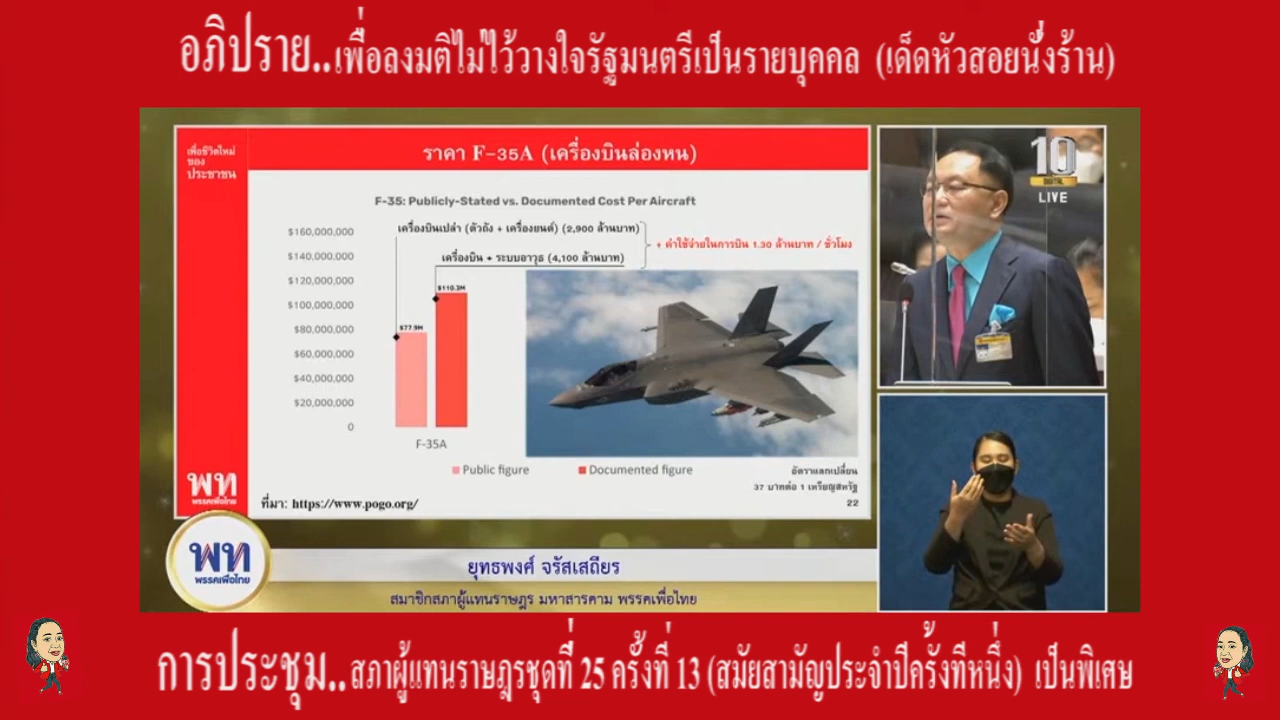 อภิปราย..เพื่อลงมติไม่ไว้วางใจรัฐมนตรีเป็นรายบุคคล (เด็ดหัวสอยนั่งร้าน)
เพื่อชีวิตใหม่
ของ
ประชาชน
ราคา F-35A (เครื่องบินล่องหน)
F-35: Publicly-Stated vs. Documented Cost Per Aircraft
เครื่องบินเปล่า (ตัวถัง + เครื่องยนต์) (2,900 ล้านบาท)
+ ค่าใช้จ่ายในการบิน 1.30 ล้านบาท / ชั่วโมง
เครื่องบิน + ระบบอาวุธ (4,100 ล้านบาท)
$160,000,000
$140,000,000
$120,000,000
$100,000,000
$80,000,000
$60,000,000
$40,000,000
$20,000,000
0
$77.9M
$110.3M
F-35A
Public figure
Documented figure
อัตราแลกเปลี่ยน
37 บาทต่อ 1 เหรียญสหรัฐ
22
ที่มา: https://www.pogo.org/
พท
พรรคเพื่อไทย
10
DIGITAL
LIVE
พท
พรรคเพื่อไทย
ยุทธพงศ์ จรัสเสถียร
สมาชิกสภาผู้แทนราษฎร มหาสารคาม พรรคเพื่อไทย
การประชุม..สภาผู้แทนราษฎรชุดที่ 25 ครั้งที่ 13 (สมัยสามัญประจำปีครั้งทีหนึ่ง) เป็นพิเศษ